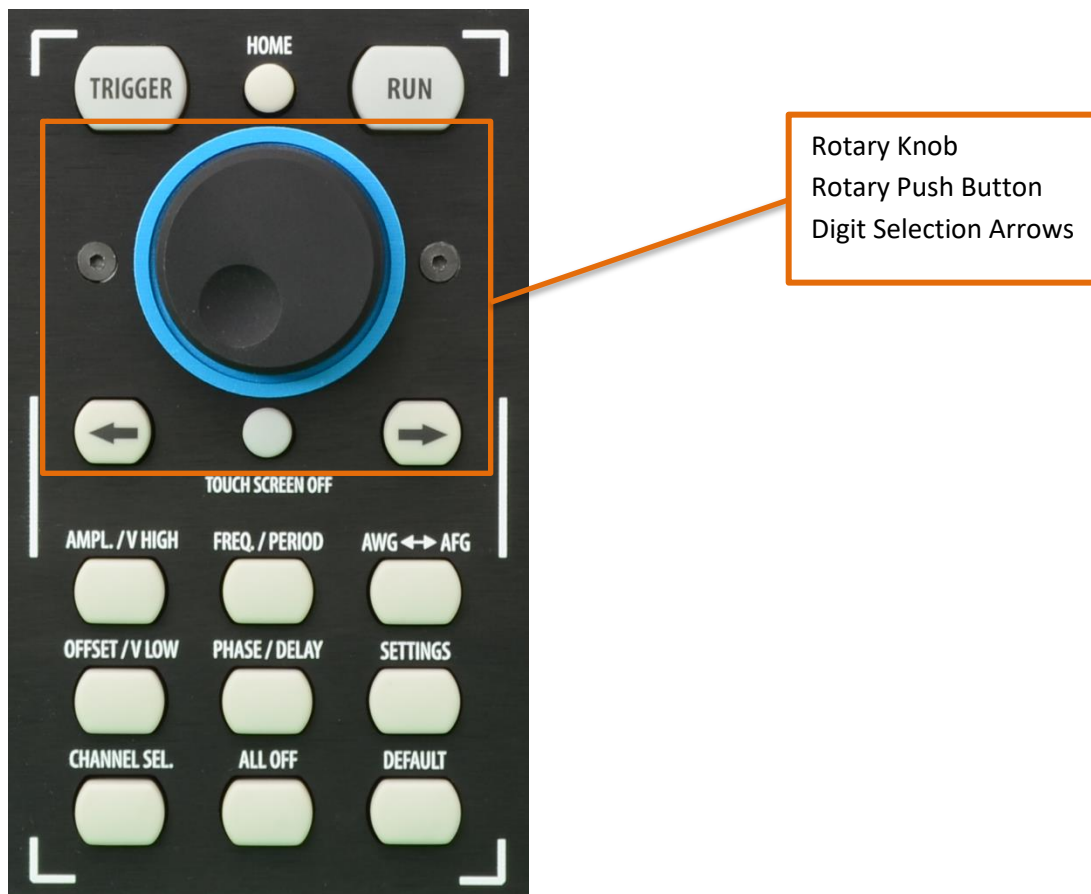 HOME
TRIGGER
RUN
Rotary Knob
Rotary Push Button
Digit Selection Arrows
TOUCH SCREEN OFF
AMPL. / V HIGH
FREQ. / PERIOD
AWG ↔ AFG
OFFSET / V LOW
PHASE / DELAY
SETTINGS
CHANNEL SEL.
ALL OFF
DEFAULT